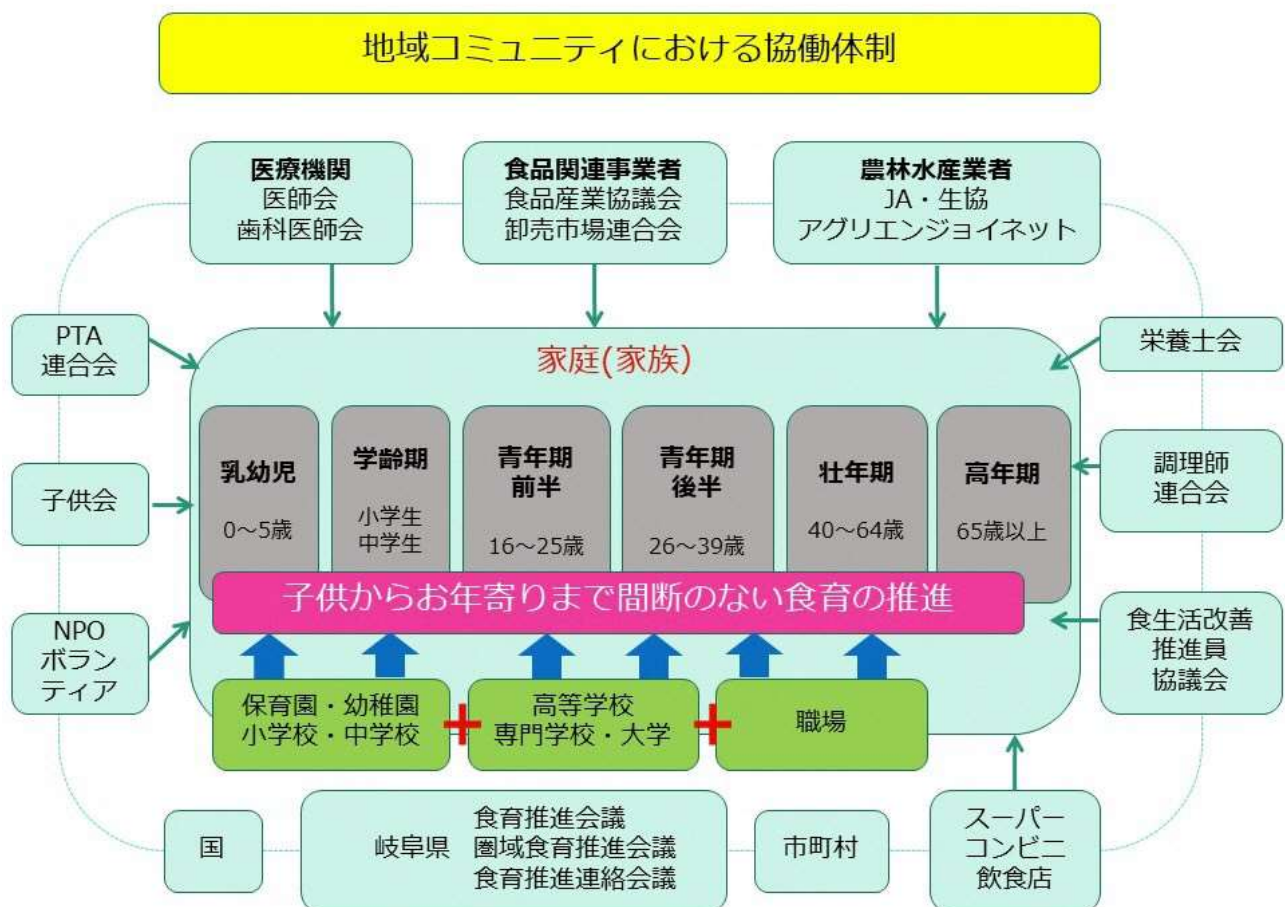 地域コミュニティにおける協働体制
医療機関
医師会
歯科医師会
食品関連事業者
食品産業協議会
卸売市場連合会
農林水産業者
JA・生協
アグリエンジョイネット
PTA
連合会
家庭(家族)
栄養士会
乳幼児
0～5歳
学齢期
小学生
中学生
青年期
前半
16～25歳
青年期
後半
26～39歳
壮年期
40～64歳
高年期
65歳以上
子供会
調理師
連合会
子供からお年寄りまで間断のない食育の推進
NPO
ボラン
ティア
食生活改善
推進員
協議会
保育園・幼稚園
小学校・中学校
+
高等学校
専門学校・大学
+
職場
国
岐阜県
食育推進会議
圏域食育推進会議
食育推進連絡会議
市町村
スーパー
コンビニ
飲食店